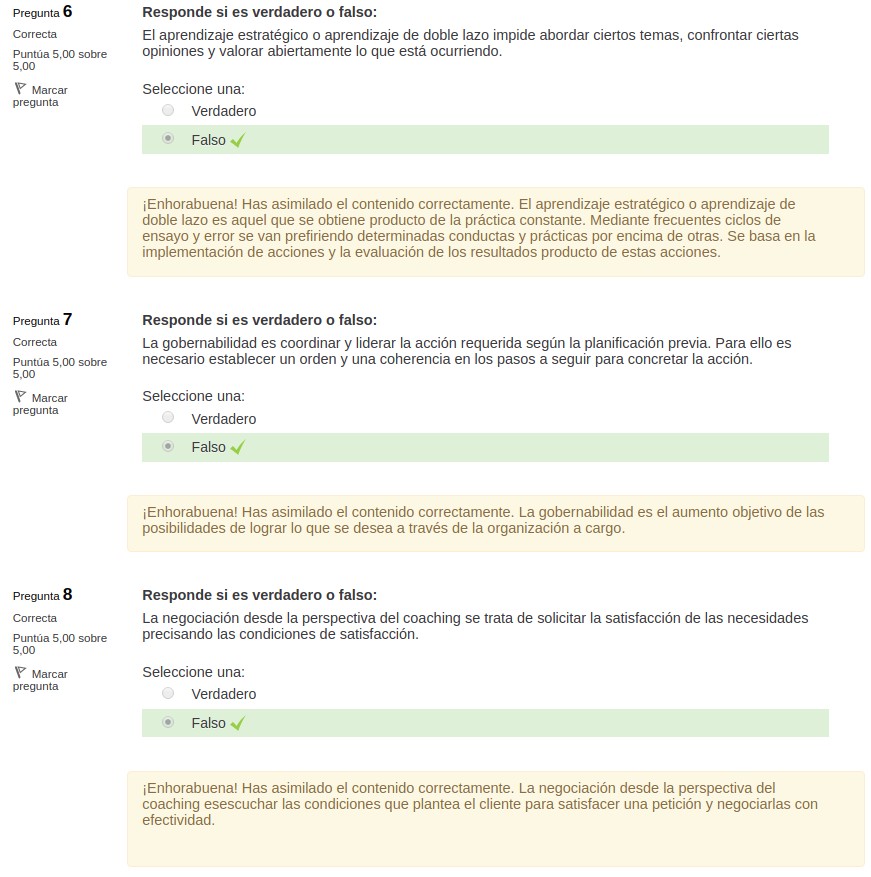 Pregunta 6
Correcta
Puntúa 5,00 sobre
5,00
Marcar
pregunta
Responde si es verdadero o falso:
El aprendizaje estratégico o aprendizaje de doble lazo impide abordar ciertos temas, confrontar ciertas
opiniones y valorar abiertamente lo que está ocurriendo.
Seleccione una:
Verdadero
Falso
¡Enhorabuena! Has asimilado el contenido correctamente. El aprendizaje estratégico o aprendizaje de
doble lazo es aquel que se obtiene producto de la práctica constante. Mediante frecuentes ciclos de
ensayo y error se van prefiriendo determinadas conductas y prácticas por encima de otras. Se basa en la
implementación de acciones y la evaluación de los resultados producto de estas acciones.
Pregunta 7
Correcta
Puntúa 5,00 sobre
5,00
Marcar
pregunta
Responde si es verdadero o falso:
La gobernabilidad es coordinar y liderar la acción requerida según la planificación previa. Para ello es
necesario establecer un orden y una coherencia en los pasos a seguir para concretar la acción.
Seleccione una:
Verdadero
Falso
¡Enhorabuena! Has asimilado el contenido correctamente. La gobernabilidad es el aumento objetivo de las
posibilidades de lograr lo que se desea a través de la organización a cargo.
Pregunta 8
Correcta
Puntúa 5,00 sobre
5,00
Marcar
pregunta
Responde si es verdadero o falso:
La negociación desde la perspectiva del coaching se trata de solicitar la satisfacción de las necesidades
precisando las condiciones de satisfacción.
Seleccione una:
Verdadero
Falso
¡Enhorabuena! Has asimilado el contenido correctamente. La negociación desde la perspectiva del
coaching esescuchar las condiciones que plantea el cliente para satisfacer una petición y negociarlas con
efectividad.